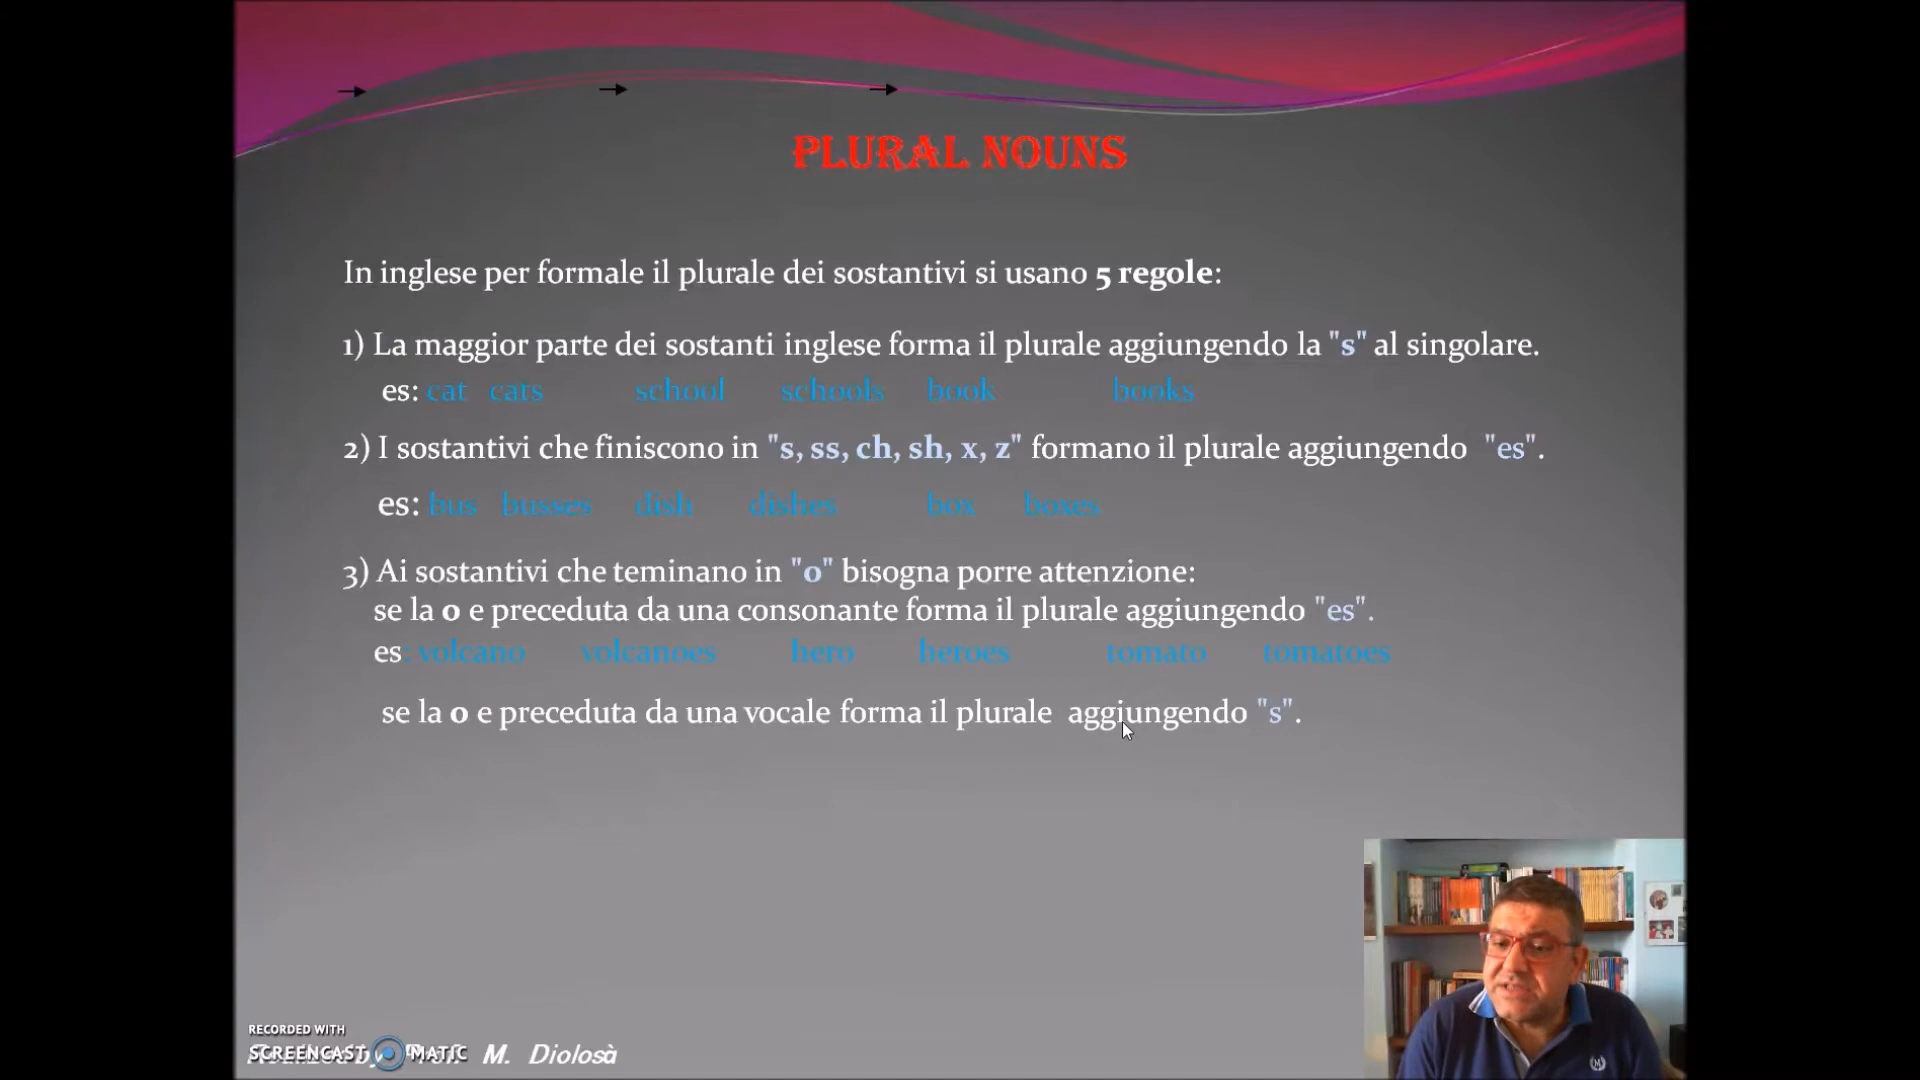 PLURAL NOUNS
In inglese per formale il plurale dei sostantivi si usano 5 regole:
1) La maggior parte dei sostanti inglese forma il plurale aggiungendo la "s" al singolare.
es: cat cars school schools book books
2) I sostantivi che finiscono in "s, ss, ch, sh, x, z" formano il plurale aggiungendo "es".
es: bus busses dish dishes box boxes
3) Ai sostantivi che teminano in "o" bisogna porre attenzione:
se la o e preceduta da una consonante forma il plurale aggiungendo "es".
es: volcano volcanoes hero heroes tomato tomatoes
se la o e preceduta da una vocale forma il plurale aggiungendo "s".
RECORDED WITH
SCREENCAST MATIC
M. Diolosà